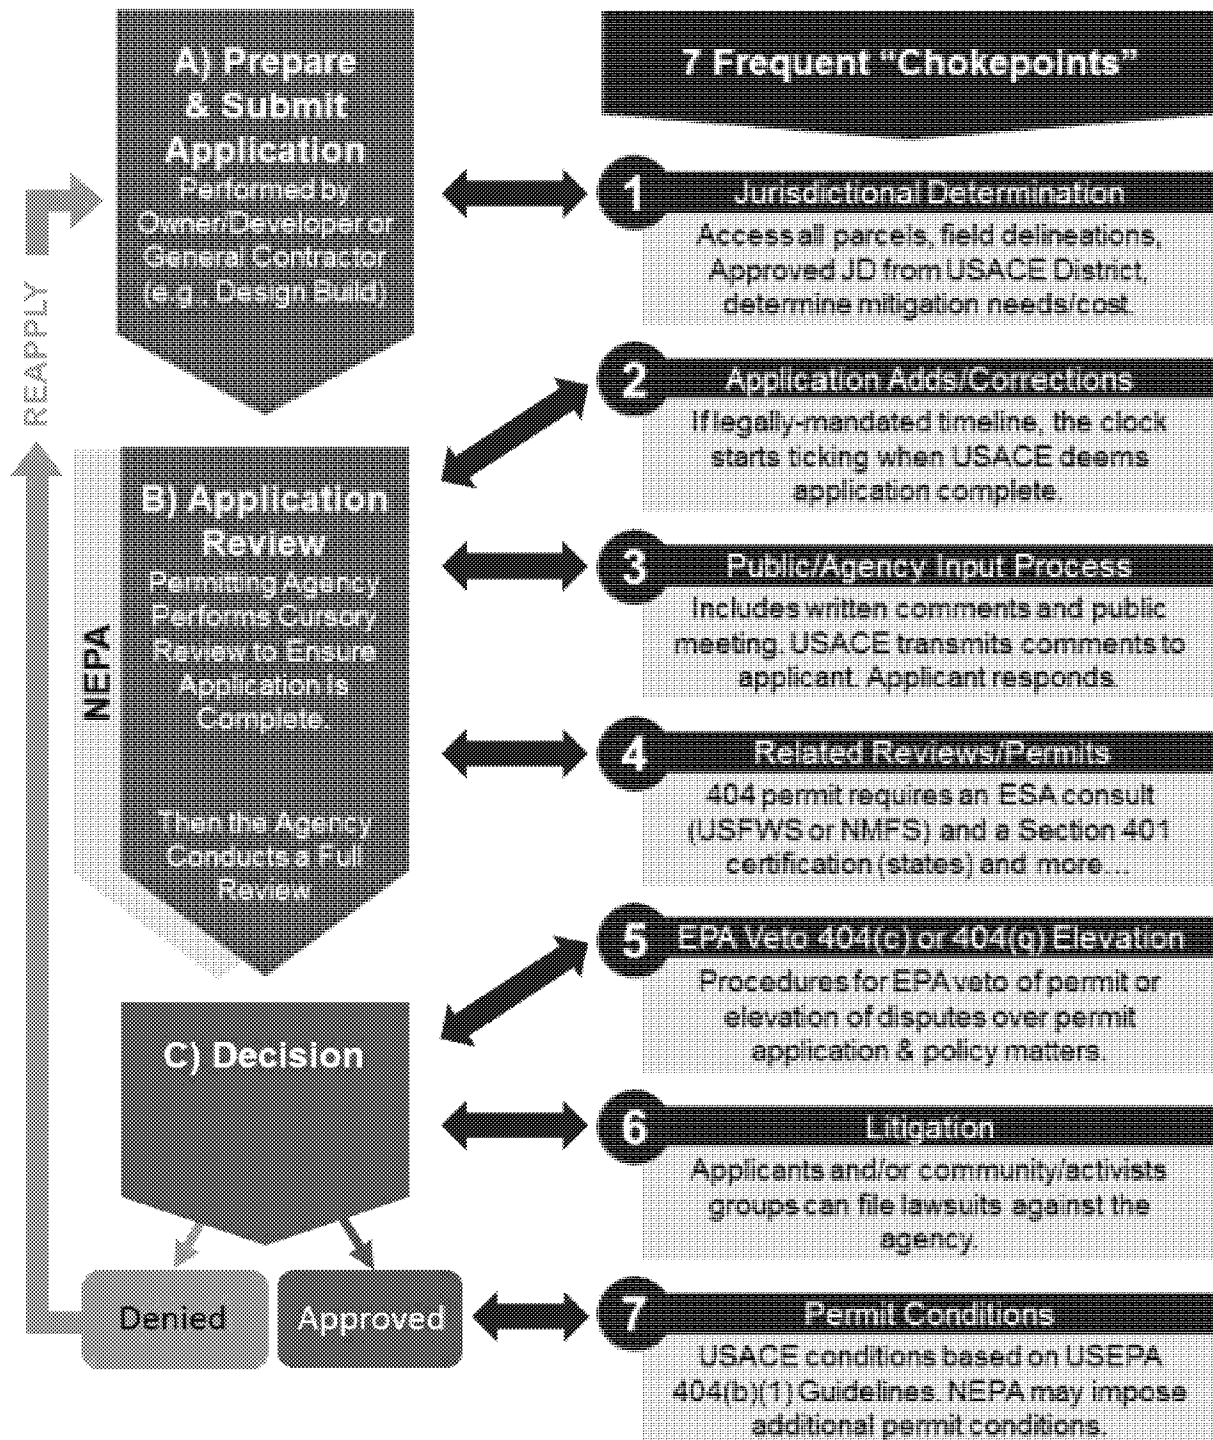 A) Prepare
& Submit
Application
Performed by
Owner/Developer or
General Contractor
(e.g., Design Build)
REAPPLY
NEPA
B) Application
Review
Permitting Agency
Performs Cursory
Review to Ensure
Application is
Complete.
Then the Agency
Conducts a Full
Review
C) Decision
Denied
Approved
7 Frequent “Chokepoints”
1
Jurisdictional Determination
Access all parcels, field delineations,
Approved JD from USACE District,
determine mitigation needs/cost.
2
Application Adds/Corrections
If legally-mandated timeline, the clock
starts ticking when USACE deems
application complete.
3
Public/Agency Input Process
Includes written comments and public
meeting. USACE transmits comments to
applicant. Applicant responds.
4
Related Reviews/Permits
404 permit requires an ESA consult
(USFWS or NMFS) and a Section 401
certification (states) and more…
5
EPA Veto 404(c) or 404(q) Elevation
Procedures for EPA veto of permit or
elevation of disputes over permit
application & policy matters.
6
Litigation
Applicants and/or community/activists
groups can file lawsuits against the
agency.
7
Permit Conditions
USACE conditions based on USEPA
404(b)(1) Guidelines. NEPA may impose
additional permit conditions.